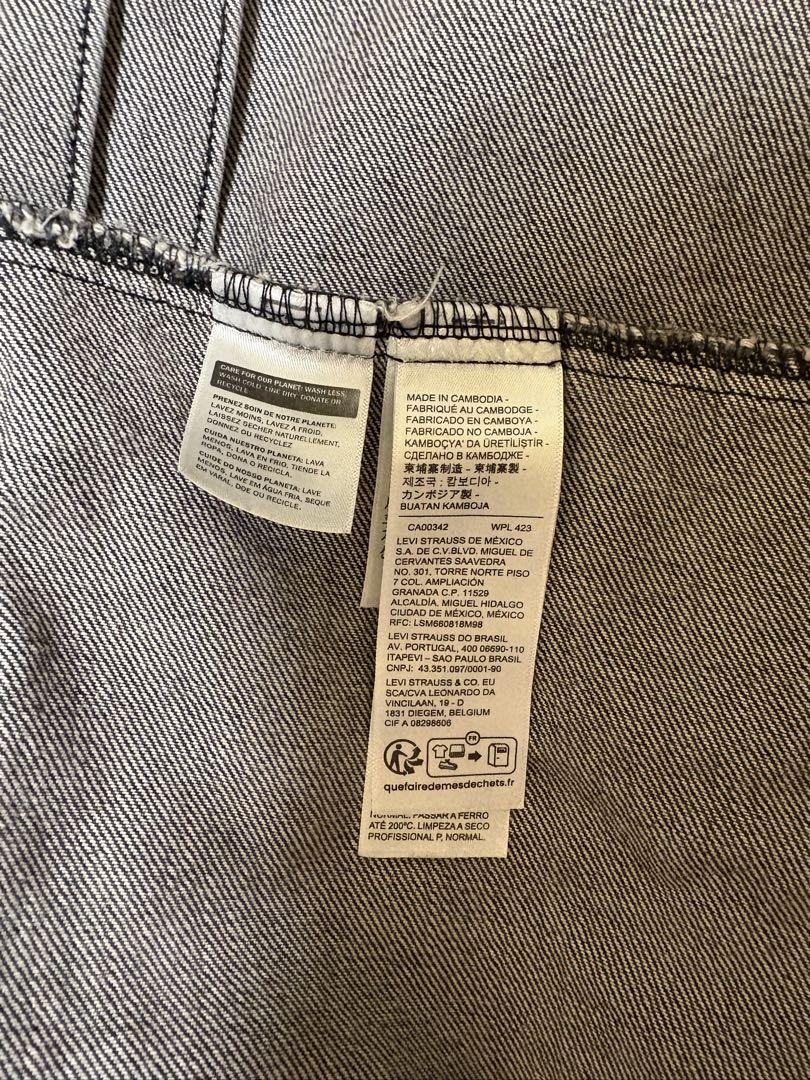 CARE FOR OUR PLANET: WASH LESS,
WASH COLD, LINE DRY, DONATE OR
RECYCLE
PRENEZ SOIN DE NOTRE PLANETE:
LAVEZ MOINS, LAVEZ A FROID,
LAISSEZ SECHER NATURELLEMENT,
DONNEZ OU RECYCLEZ
CUIDA NUESTRO PLANETA: LAVA
MENOS, LAVA EN FRIO, TIENDE LA
ROPA, DONA O RECICLA.
CUIDE DO NOSSO PLANETA: LAVE
MENOS, LAVE EM ÁGUA FRIA, SEQUE
EM VARAL, DOE OU RECICLE.
MADE IN CAMBODIA -
FABRIQUÉ AU CAMBODGE -
FABRICADO EN CAMBOYA -
FABRICADO NO CAMBOJA -
KAMBOÇYA' DA ÜRETİLİŞTİR -
СДЕЛАНО В КАМБОДЖЕ -
柬埔寨制造 - 柬埔寨製 -
제조국 : 캄보디아 -
カンボジア製 -
BUATAN KAMBOJA
CA00342 WPL 423
LEVI STRAUSS DE MÉXICO
S.A. DE C.V.BLVD. MIGUEL DE
CERVANTES SAAVEDRA
NO. 301, TORRE NORTE PISO
7 COL. AMPLIACIÓN
GRANADA C.P. 11529
ALCALDÍA. MIGUEL HIDALGO
CIUDAD DE MÉXICO, MÉXICO
RFC: LSM660818M98
LEVI STRAUSS DO BRASIL
AV. PORTUGAL, 400 06690-110
ITAPEVI – SAO PAULO BRASIL
CNPJ: 43.351.097/0001-90
LEVI STRAUSS & CO. EU
SCA/CVA LEONARDO DA
VINCILAAN, 19 - D
1831 DIEGEM, BELGIUM
CIF A 08298606
FR
quefairedemesdechets.fr
NORMAL. PASSAR A FERRO
ATÉ 200ºC. LIMPEZA A SECO
PROFISSIONAL P, NORMAL.